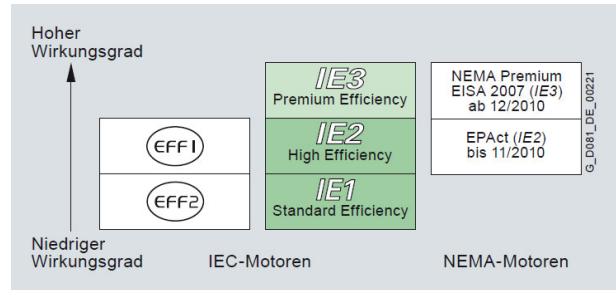 Hoher
Wirkungsgrad
IE3
Premium Efficiency
NEMA Premium
EISA 2007 (IE3)
ab 12/2010
EFF1
IE2
High Efficiency
EPAct (IE2)
bis 11/2010
EFF2
IE1
Standard Efficiency
Niedriger
Wirkungsgrad
IEC-Motoren
NEMA-Motoren
G_D081_DE_00221